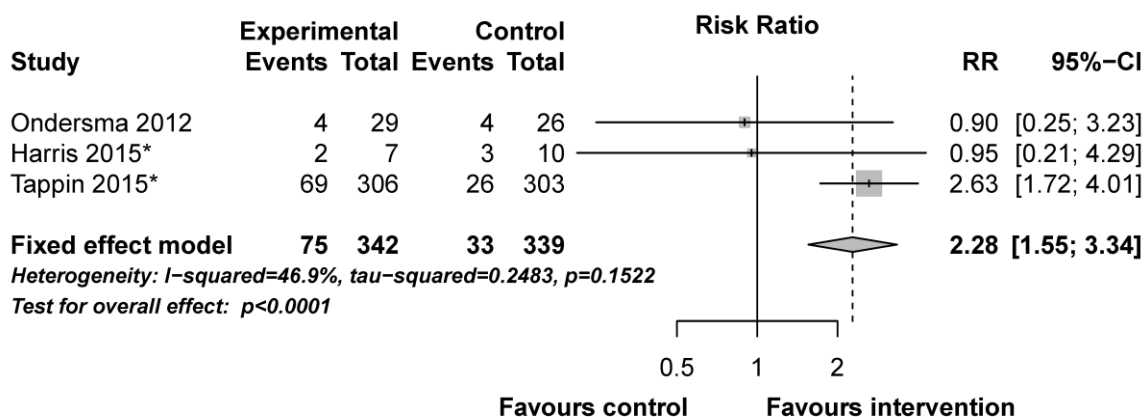 Experimental Control Risk Ratio
Study Events Total Events Total RR 95%−CI
Ondersma 2012 4 29 4 26 0.90 [0.25; 3.23]
Harris 2015* 2 7 3 10 0.95 [0.21; 4.29]
Tappin 2015* 69 306 26 303 2.63 [1.72; 4.01]
Fixed effect model 75 342 33 339 2.28 [1.55; 3.34]
Heterogeneity: I−squared=46.9%, tau−squared=0.2483, p=0.1522
Test for overall effect: p<0.0001
0.5 1 2
Favours control Favours intervention